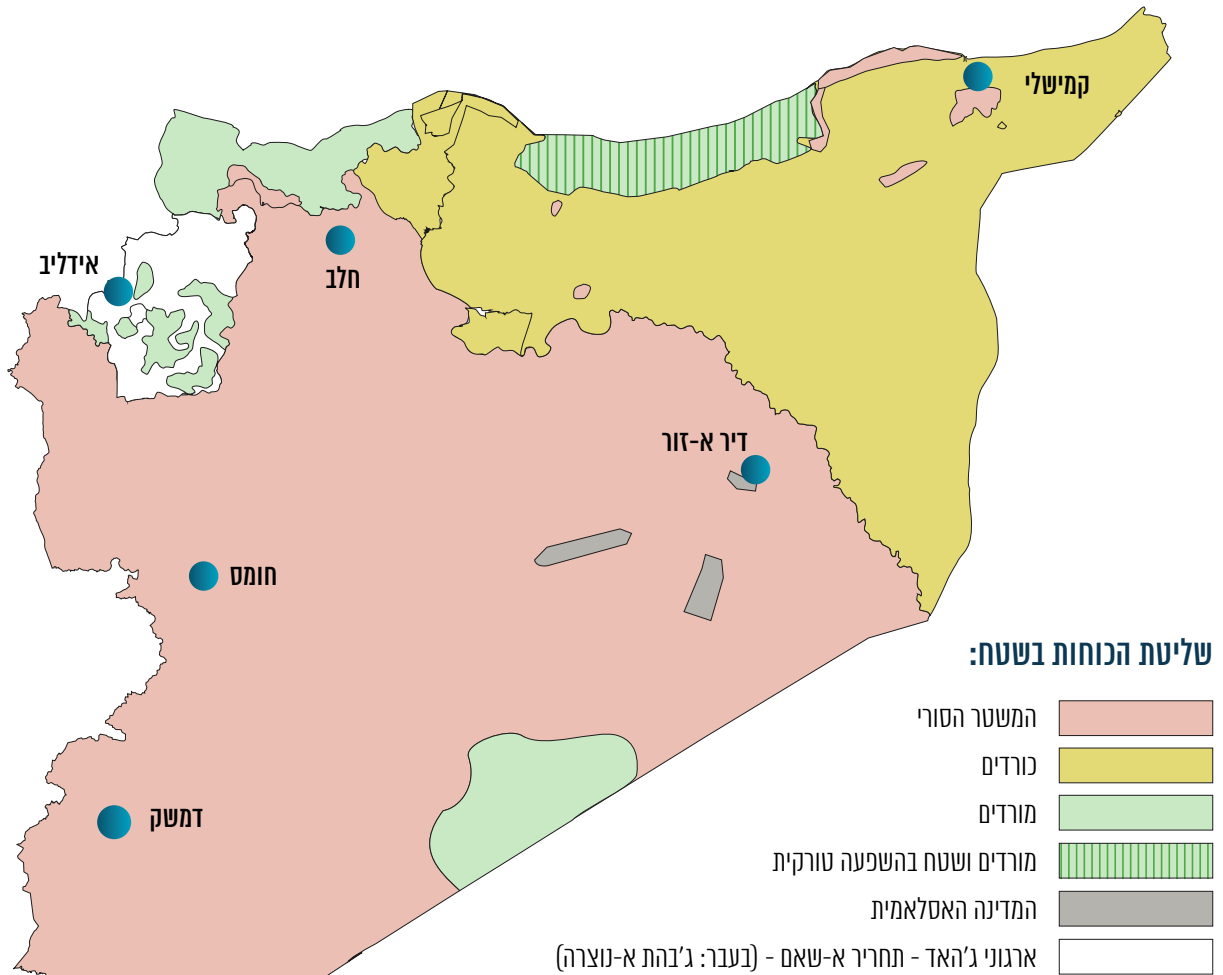 קמישלי
חלב
אידליב
דיר א-זור
חומס
דמשק
שליטת הכוחות בשטח:
המשטר הסורי
כורדים
מורדים
מורדים ושטח בהשפעה טורקית
המדינה האסלאמית
ארגוני ג'האד - תחריר א-שאם - (בעבר: ג'בהת א-נוצרה)